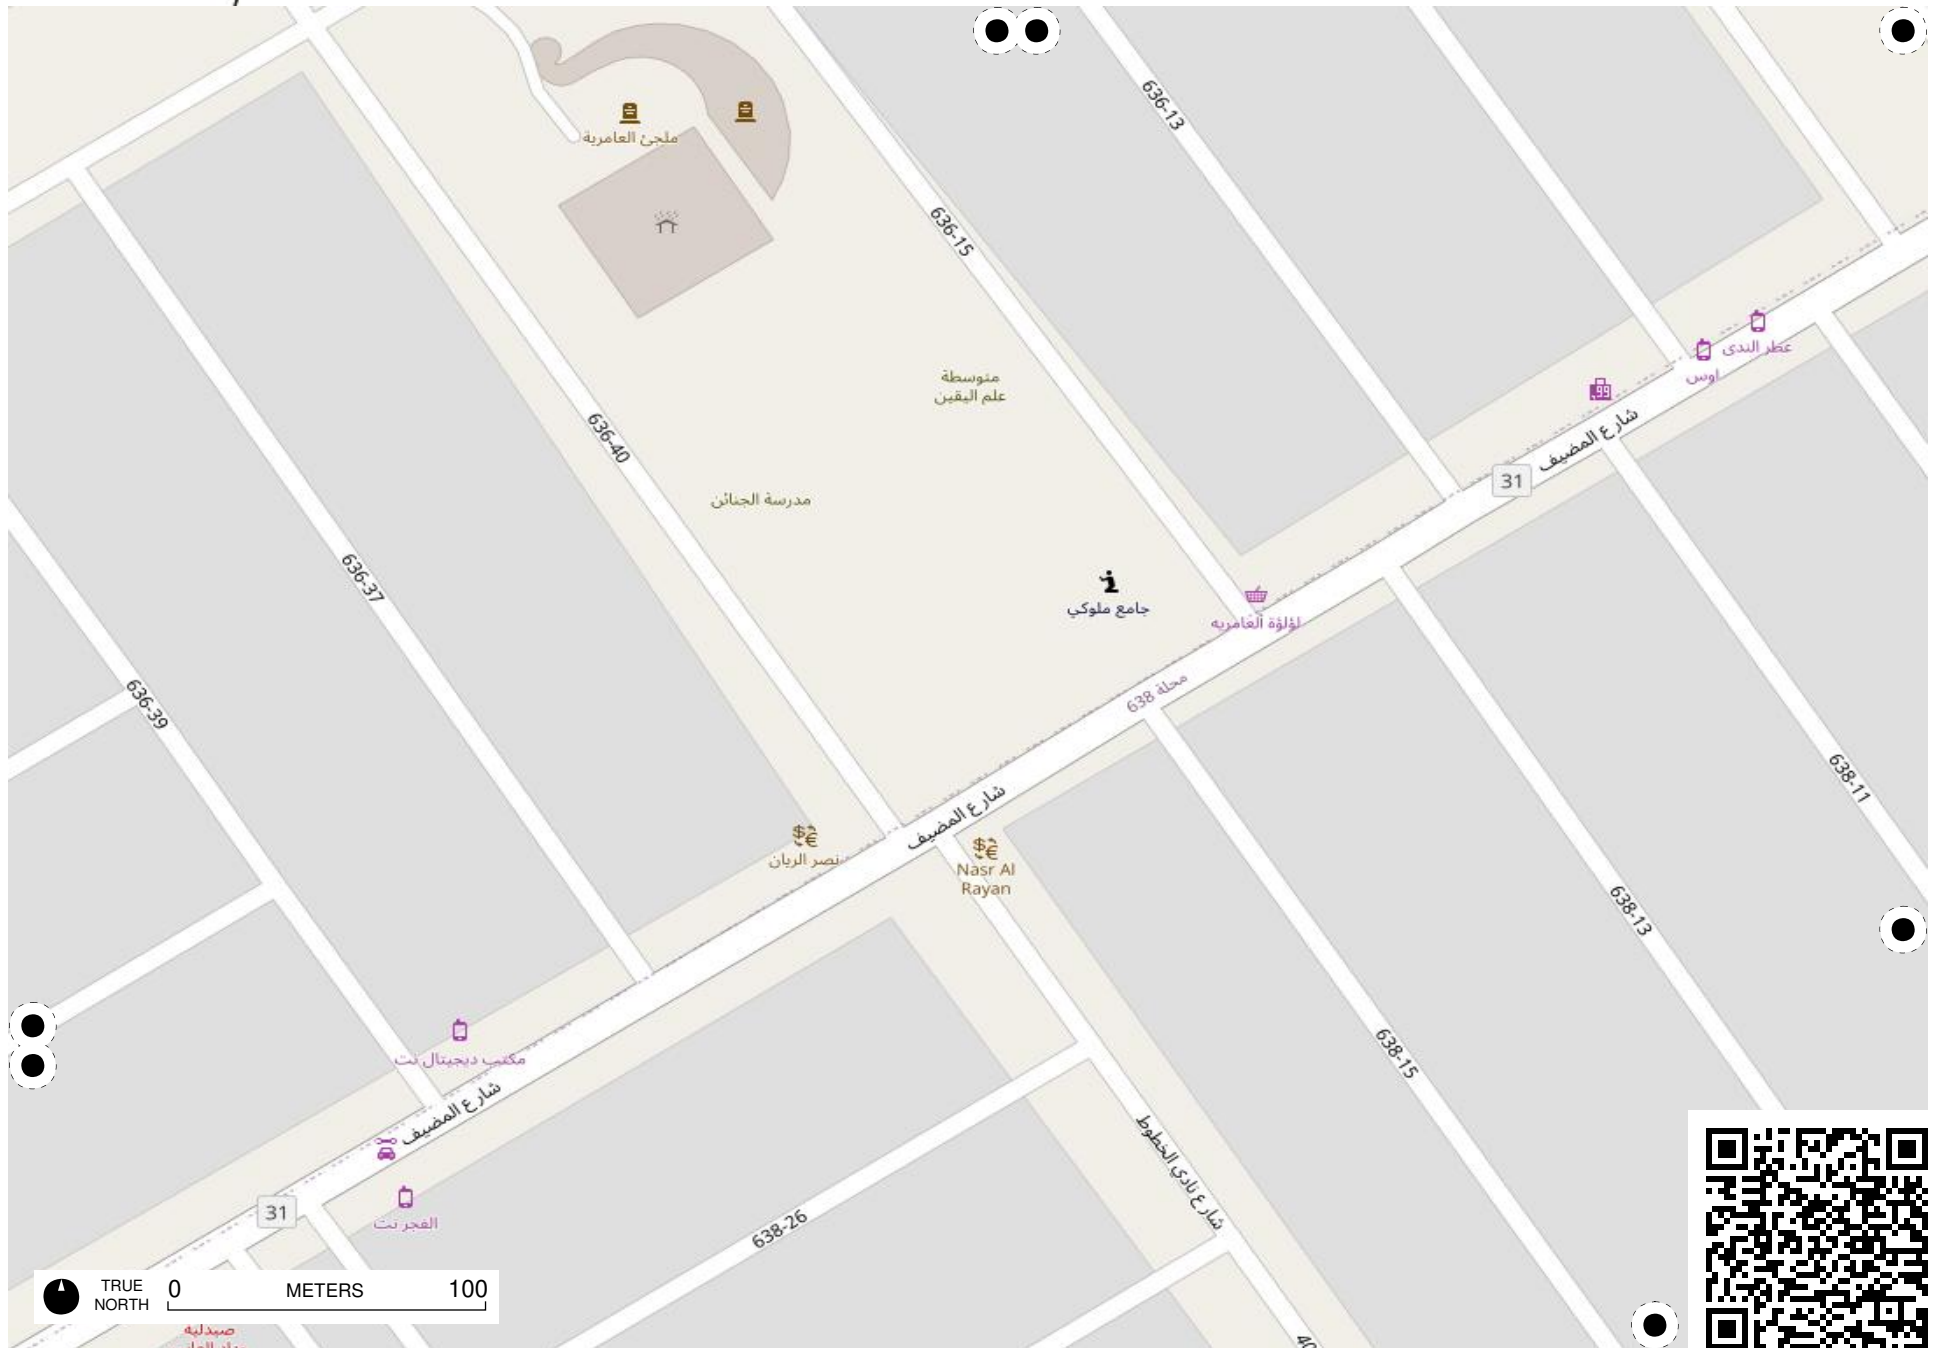 636-13
ملجئ العامرية
636-15
عطر الندى
اوس
متوسطة
علم اليقين
شارع المضيف
636-40
31
مدرسة الجنائن
636-37
جامع ملوكي
لؤلؤة العامريه
محلة 638
636-39
638-11
شارع المضيف
نصر الريان
Nasr Al
Rayan
638-13
مكتب ديجيتال نت
638-15
شارع المضيف
شارع نادي الخطوط
31
الفجر نت
638-26
TRUE
NORTH
0 METERS 100
صيدلية
40